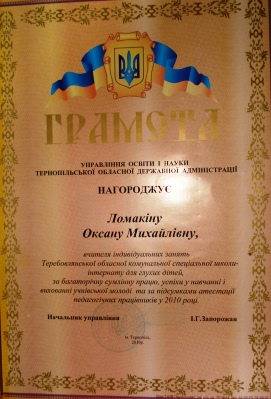 ГРАМОТА
УПРАВЛІННЯ ОСВІТИ І НАУКИ
ТЕРНОПІЛЬСЬКОЇ ОБЛАСНОЇ ДЕРЖАВНОЇ АДМІНІСТРАЦІЇ
НАГОРОДЖУЄ
Ломакіну
Оксану Михайлівну,
вчителя індивідуальних занять
Теребовлянської обласної комунальної спеціальної школи-
інтернату для глухих дітей,
за багаторічну сумлінну працю, успіхи у навчанні і
вихованні учнівської молоді та за підсумками атестації
педагогічних працівників у 2010 році.
Начальник управління І.Г.Запорожан
м. Тернопіль,
2010р.